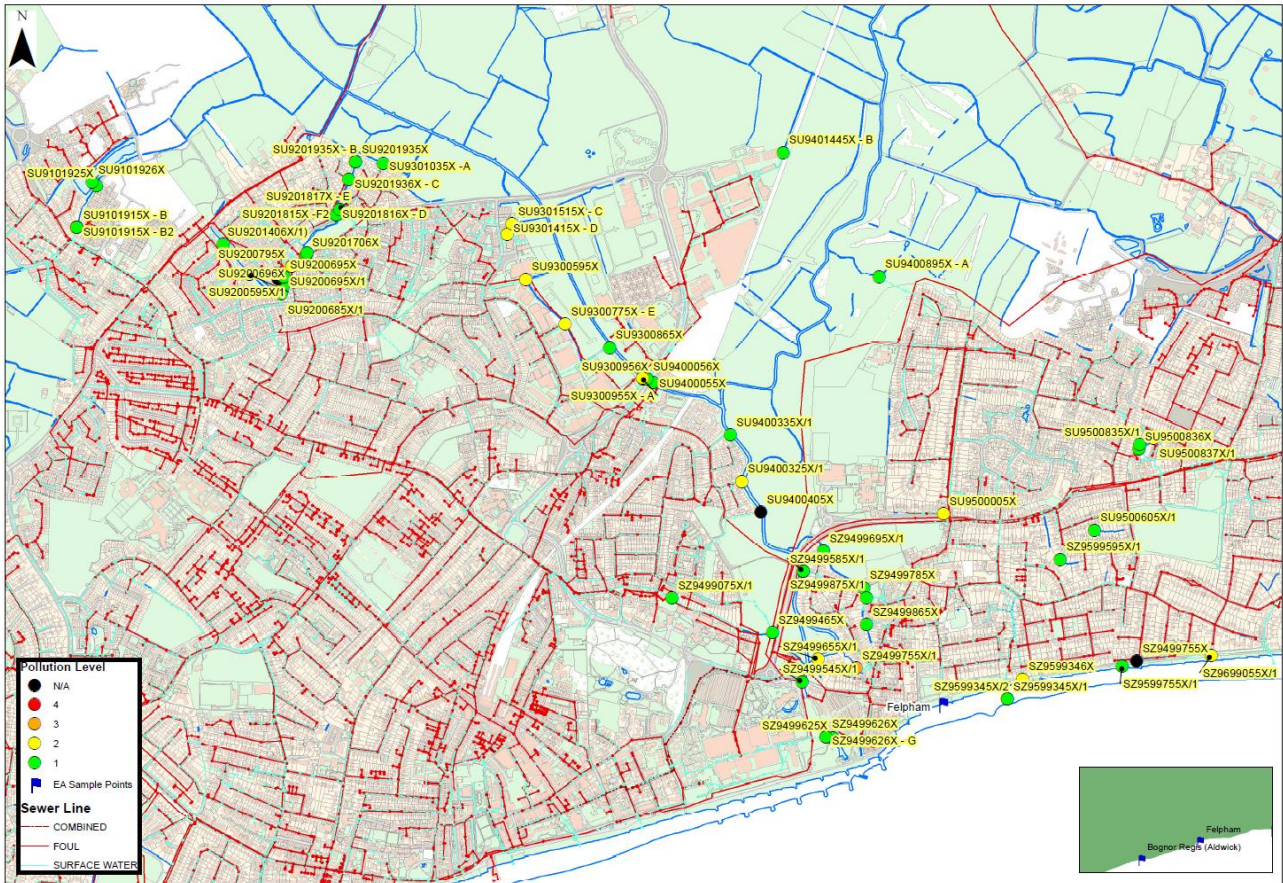 N
SU9201935X - B
SU9201935X
SU9301035X -A
SU9101925X
SU9101926X
SU9201936X - C
SU9201817X - E
SU9201815X -F2
SU9201816X - D
SU9101915X - B
SU9101915X - B2
SU9201406X/1)
SU9201706X
SU9200795X
SU9200695X
SU9200696X
SU9200695X/1
SU9200595X/1
SU9200685X/1
SU9401445X - B
SU9301515X - C
SU9301415X - D
SU9300595X
SU9400895X - A
SU9300775X - E
SU9300865X
SU9300956X
SU9400056X
SU9400055X
SU9300955X - A
SU9400335X/1
SU9400325X/1
SU9400405X
SU9500835X/1
SU9500836X
SU9500837X/1
SU9500005X
SU9500605X/1
SZ9599595X/1
SZ9499695X/1
SZ9499585X/1
SZ9499875X/1
SZ9499785X
SZ9499075X/1
SZ9499865X
SZ9499465X
SZ9499655X/1
SZ9499755X/1
SZ9499545X/1
SZ9499755X
SZ9599346X
SZ9699055X/1
SZ9599755X/1
SZ9599345X/2
SZ9599345X/1
Felpham
SZ9499625X
SZ9499626X
SZ9499626X - G
Pollution Level
N/A
4
3
2
1
EA Sample Points
Sewer Line
COMBINED
FOUL
SURFACE WATER
Felpham
Bognor Regis (Aldwick)